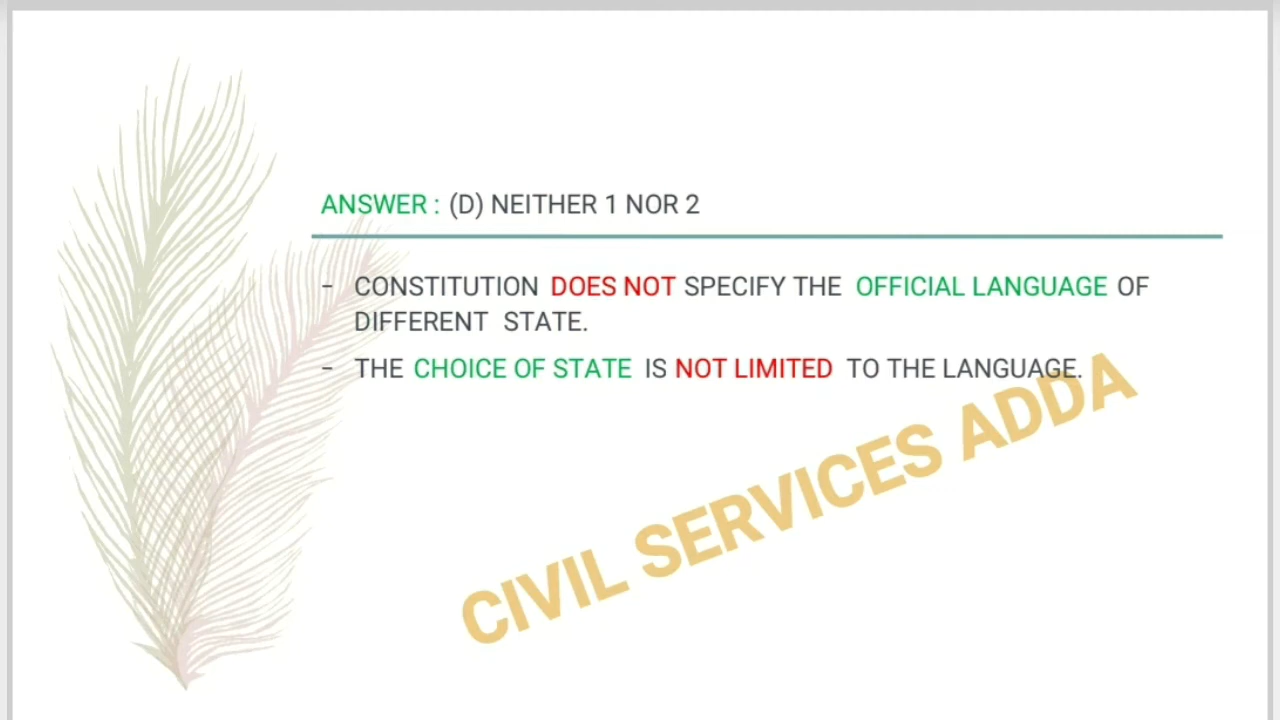 ANSWER : (D) NEITHER 1 NOR 2
- CONSTITUTION DOES NOT SPECIFY THE OFFICIAL LANGUAGE OF
DIFFERENT STATE.
- THE CHOICE OF STATE IS NOT LIMITED TO THE LANGUAGE.
CIVIL SERVICES ADDA